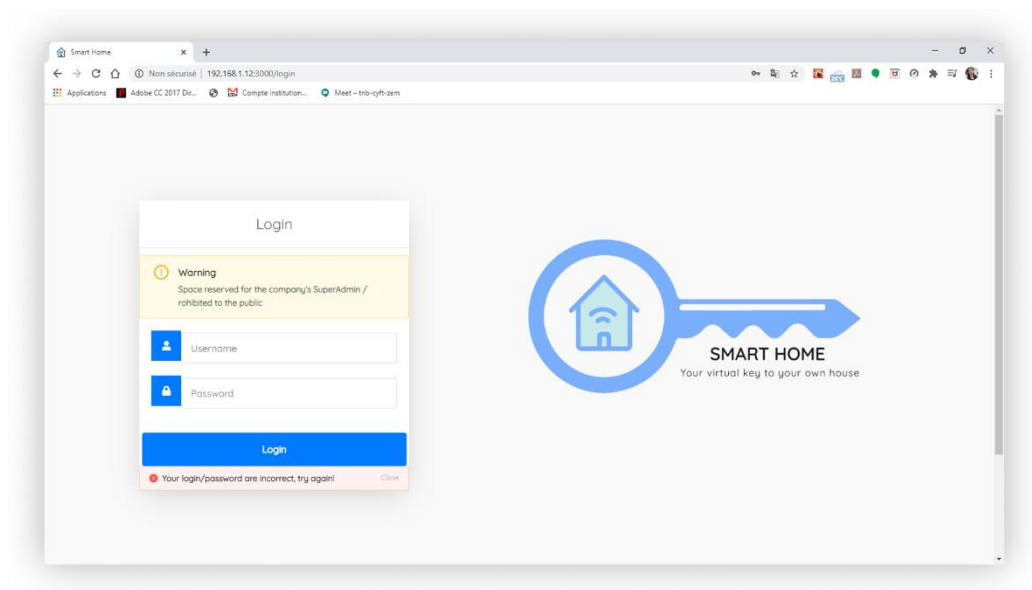 Smart Home
Non sécurisé | 192.168.1.12:3000/login
Applications
Adobe CC 2017 Dir...
Compte institution...
Meet – tnb-cyft-zem
Login
Warning
Space reserved for the company's SuperAdmin /
rohibited to the public
Username
Password
Login
Your login/password are incorrect, try again!
Close
SMART HOME
Your virtual key to your own house